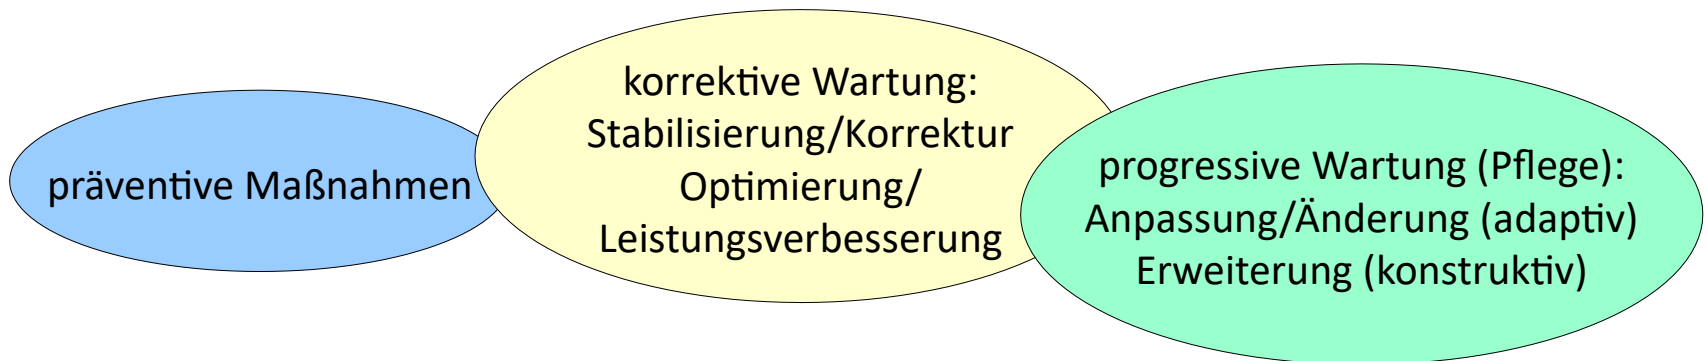 präventive Maßnahmen
korrektive Wartung:
Stabilisierung/Korrektur
Optimierung/
Leistungsverbesserung
progressive Wartung (Pflege):
Anpassung/Änderung (adaptiv)
Erweiterung (konstruktiv)